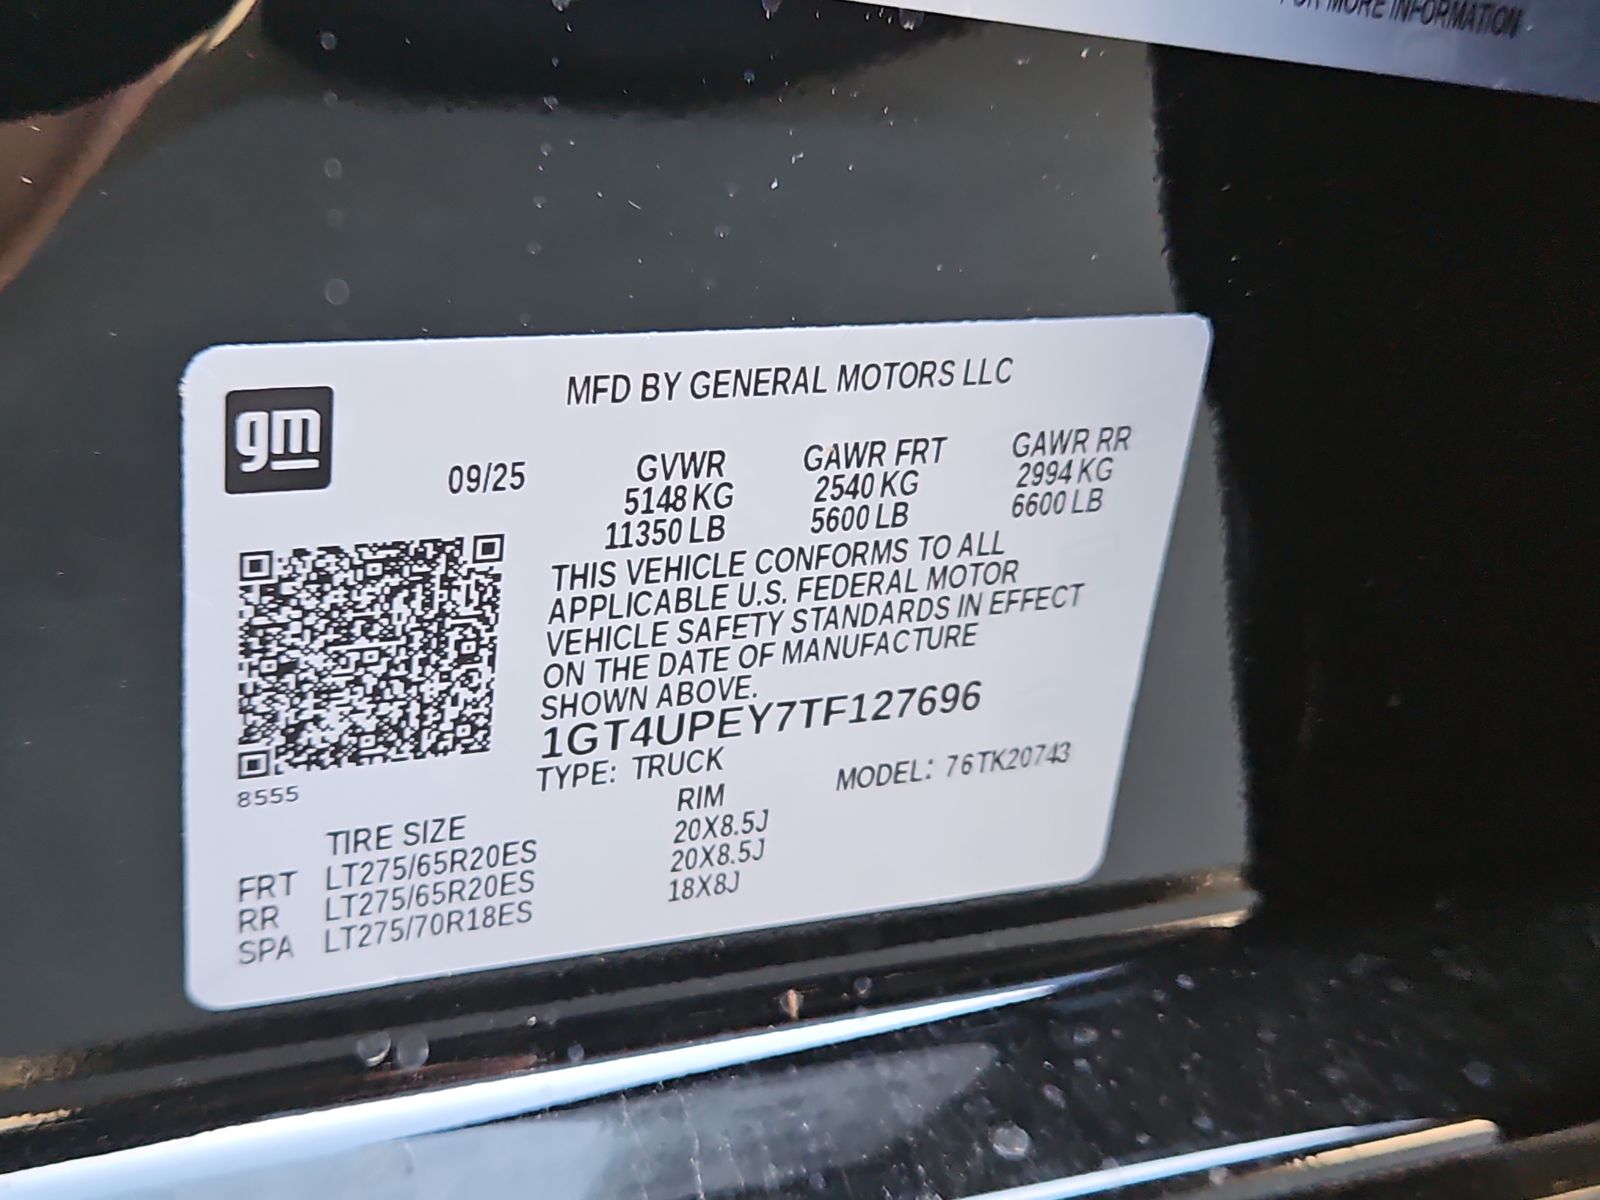 FOR MORE INFORMATION
gm
MFD BY GENERAL MOTORS LLC
09/25 GVWR GAWR FRT GAWR RR
5148 KG 2540 KG 2994 KG
11350 LB 5600 LB 6600 LB
THIS VEHICLE CONFORMS TO ALL
APPLICABLE U.S. FEDERAL MOTOR
VEHICLE SAFETY STANDARDS IN EFFECT
ON THE DATE OF MANUFACTURE
SHOWN ABOVE.
1GT4UPEY7TF127696
TYPE: TRUCK MODEL: 76TK20743
8555
TIRE SIZE RIM
FRT LT275/65R20ES 20X8.5J
RR LT275/65R20ES 20X8.5J
SPA LT275/70R18ES 18X8J